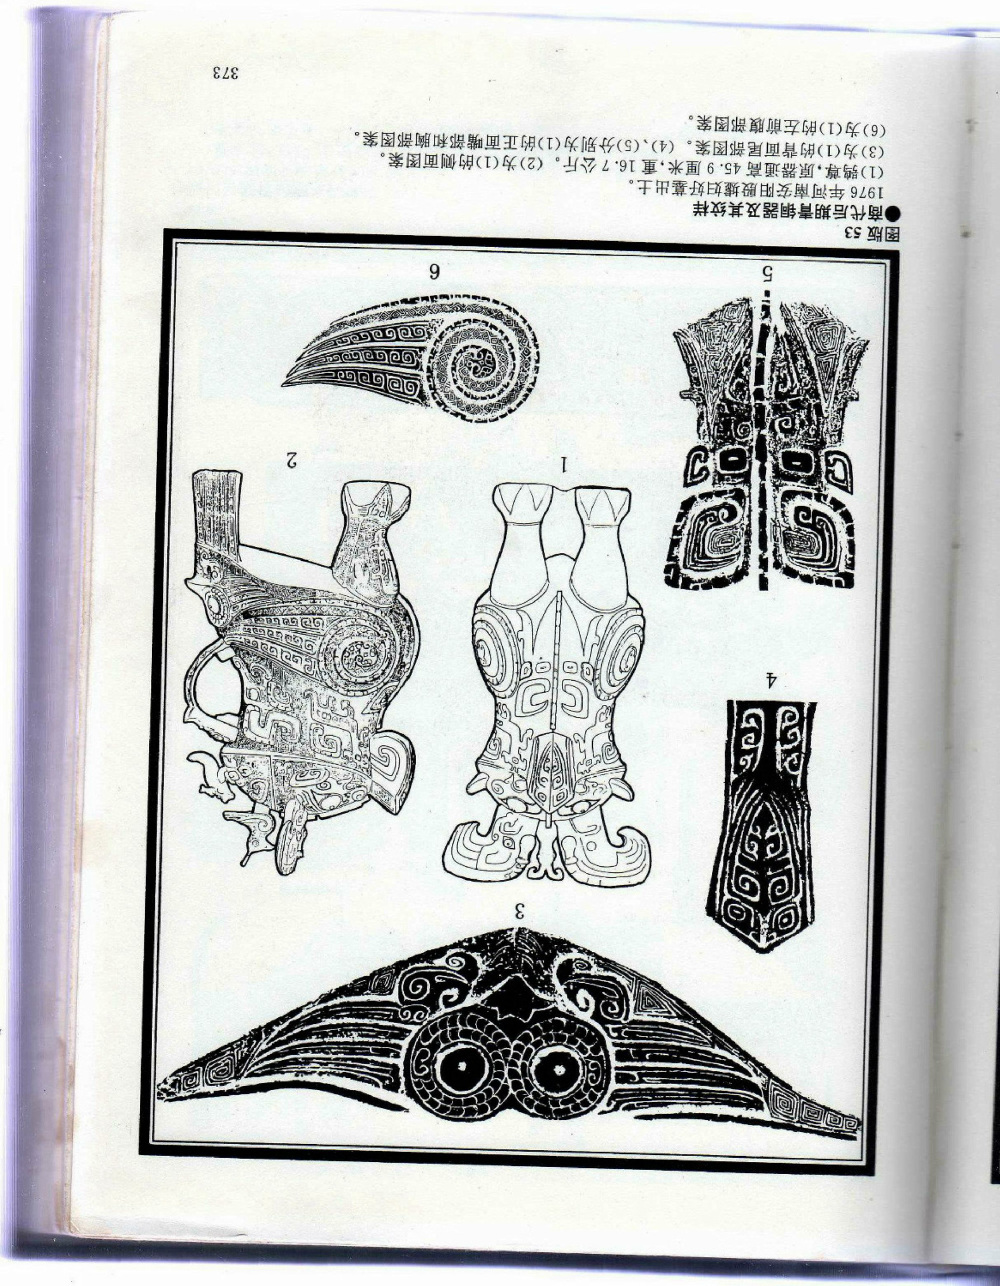 4
5
3
1
2
6
图版 53
●商代后期青铜器及其纹样
1976 年河南安阳殷墟妇好墓出土。
(1)鸮尊,原器通高 45.9 厘米,重 16.7 公斤。(2)为(1)的侧面图案。
(3)为(1)的背面尾部图案。(4)、(5)分别为(1)的正面嘴部和胸部图案。
(6)为(1)的左前腹部图案。
373